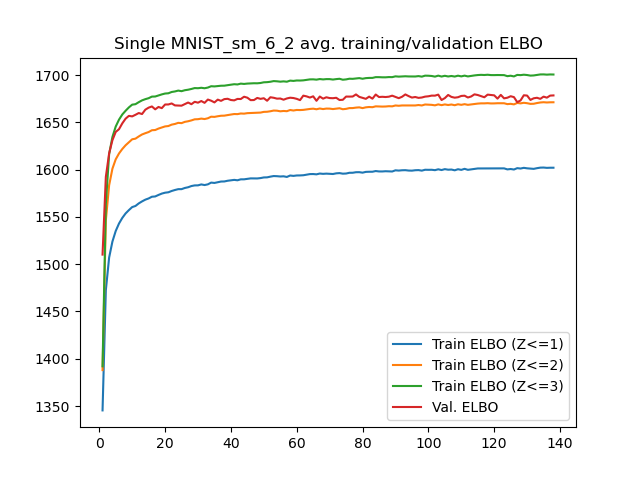 Single MNIST_sm_6_2 avg. training/validation ELBO
1700
1650
1600
1550
1500
1450
1400
1350
0 20 40 60 80 100 120 140
Train ELBO (Z<=1)
Train ELBO (Z<=2)
Train ELBO (Z<=3)
Val. ELBO